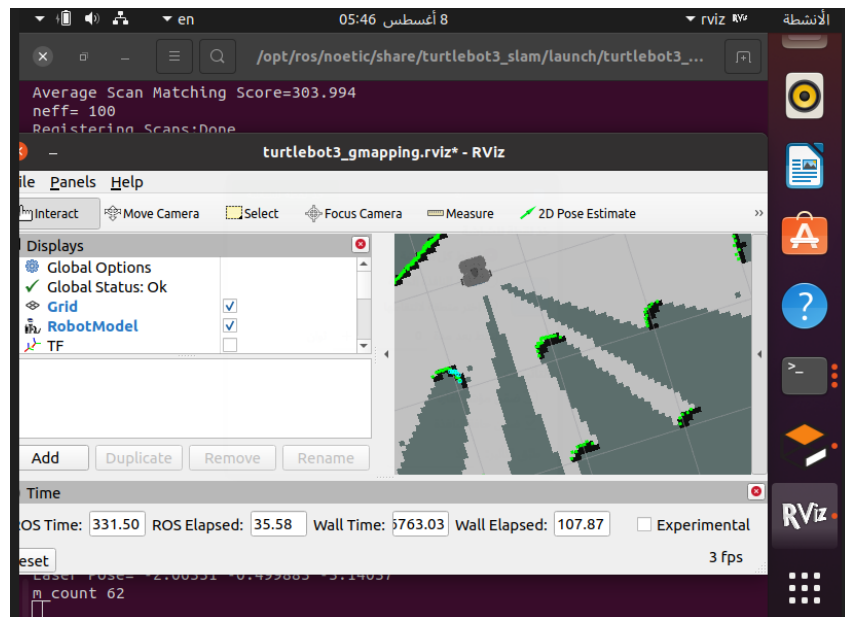 en
05:46 8 أغسطس
rviz
الأنشطة
/opt/ros/noetic/share/turtlebot3_slam/launch/turtlebot3_...
Average Scan Matching Score=303.994
neff= 100
Registering Scans:Done
turtlebot3_gmapping.rviz* - RViz
ile Panels Help
Interact Move Camera Select Focus Camera Measure 2D Pose Estimate »
Displays
Global Options
Global Status: Ok
Grid
RobotModel
TF
Add Duplicate Remove Rename
Time
OS Time: 331.50 ROS Elapsed: 35.58 Wall Time: 5763.03 Wall Elapsed: 107.87 Experimental
eset 3 fps
m_count 62
RViz